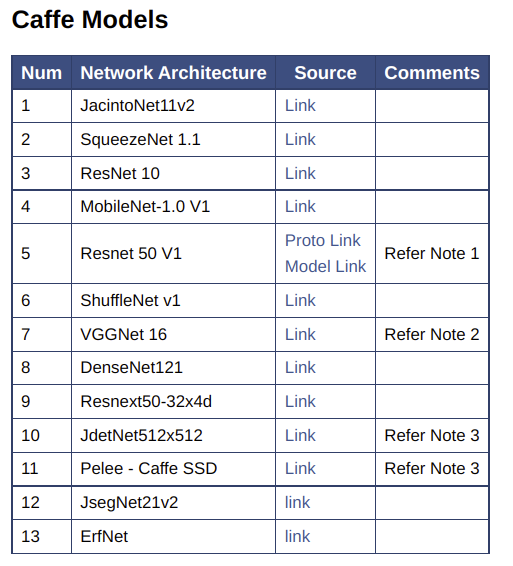 Caffe Models
Num Network Architecture Source Comments
1 JacintoNet11v2 Link
2 SqueezeNet 1.1 Link
3 ResNet 10 Link
4 MobileNet-1.0 V1 Link
5 Resnet 50 V1 Proto Link Refer Note 1
Model Link
6 ShuffleNet v1 Link
7 VGGNet 16 Link Refer Note 2
8 DenseNet121 Link
9 Resnext50-32x4d Link
10 JdetNet512x512 Link Refer Note 3
11 Pelee - Caffe SSD Link Refer Note 3
12 JsegNet21v2 link
13 ErfNet link